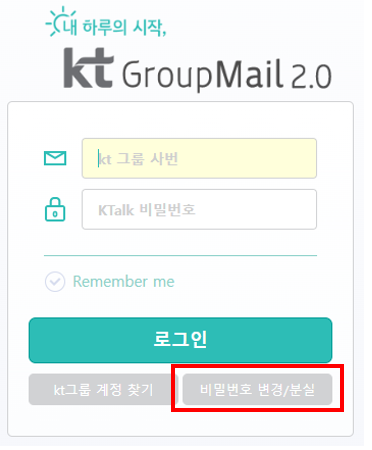 내 하루의 시작,
kt GroupMail 2.0
kt 그룹 사번
KTalk 비밀번호
Remember me
로그인
kt그룹 계정 찾기
비밀번호 변경/분실